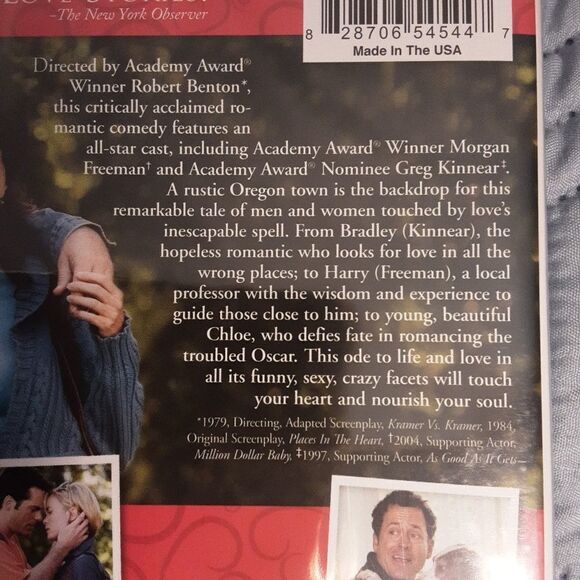 LOVE STORIES.
-The New York Observer
8 28706 54544 7
Made In The USA
Directed by Academy Award®
Winner Robert Benton*,
this critically acclaimed ro-
mantic comedy features an
all-star cast, including Academy Award® Winner Morgan
Freeman† and Academy Award® Nominee Greg Kinnear‡.
A rustic Oregon town is the backdrop for this
remarkable tale of men and women touched by love's
inescapable spell. From Bradley (Kinnear), the
hopeless romantic who looks for love in all the
wrong places; to Harry (Freeman), a local
professor with the wisdom and experience to
guide those close to him; to young, beautiful
Chloe, who defies fate in romancing the
troubled Oscar. This ode to life and love in
all its funny, sexy, crazy facets will touch
your heart and nourish your soul.
*1979, Directing, Adapted Screenplay, Kramer Vs. Kramer, 1984,
Original Screenplay, Places In The Heart, †2004, Supporting Actor,
Million Dollar Baby, ‡1997, Supporting Actor, As Good As It Gets